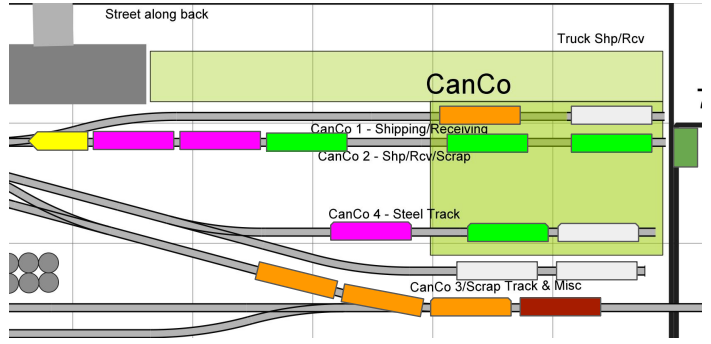 Street along back
Truck Shp/Rcv
CanCo
CanCo 1 - Shipping/Receiving
CanCo 2 - Shp/Rcv/Scrap
CanCo 4 - Steel Track
CanCo 3/Scrap Track & Misc